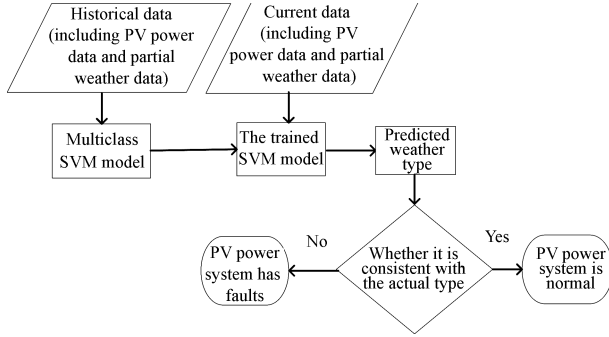 Historical data
(including PV power
data and partial
weather data)
Current data
(including PV
power data and partial
weather data)
Multiclass
SVM model
The trained
SVM model
Predicted
weather
type
No
Yes
PV power
system has
faults
Whether it is
consistent with
the actual type
PV power
system is
normal